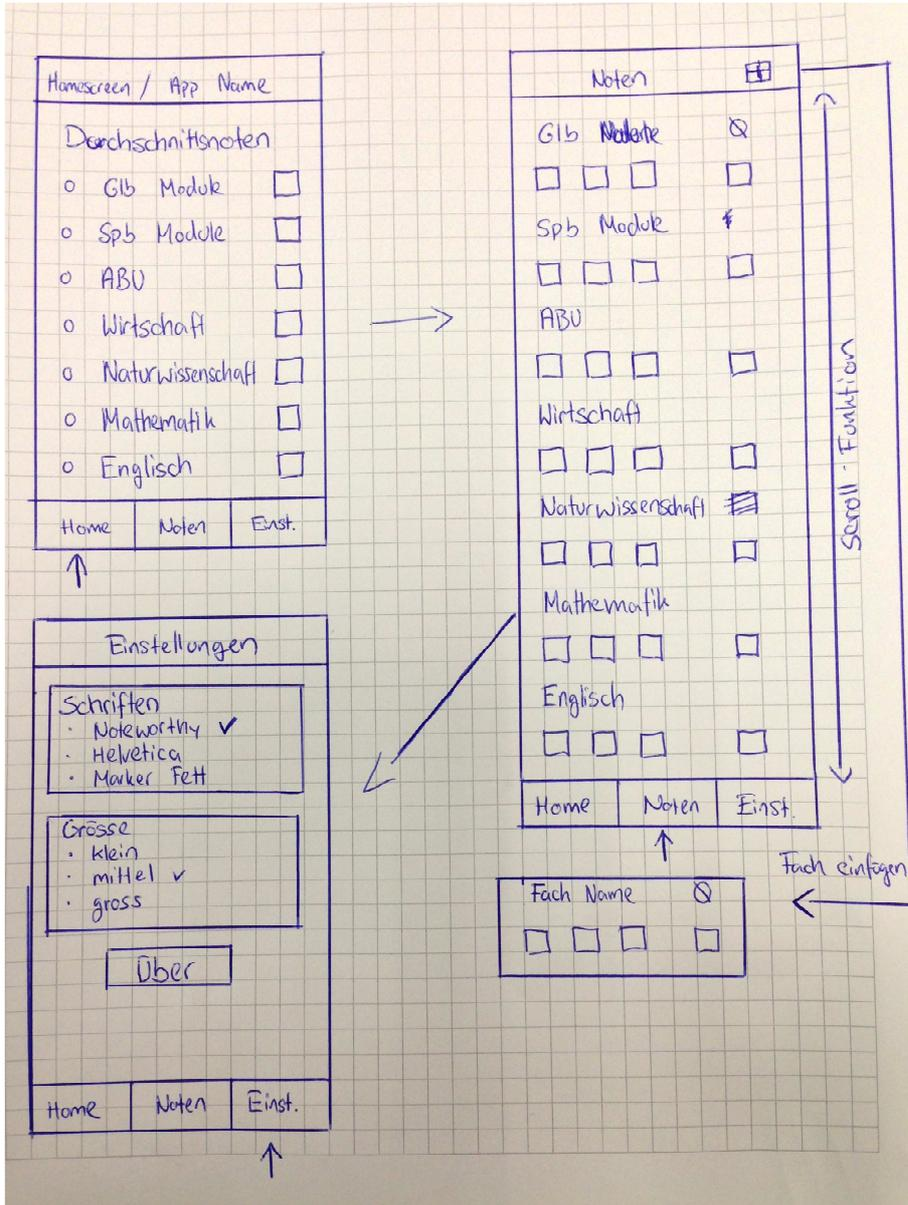 Homescreen / App Name
Durchschnittsnoten
Glb Module
Spb Module
ABU
Wirtschaft
Naturwissenschaft
Mathematik
Englisch
Home Noten Einst.
Noten +
Glb
Spb Module
ABU
Wirtschaft
Naturwissenschaft
Mathematik
Englisch
Home Noten Einst.
Scroll-Funktion
Fach einfügen
Fach Name
Einstellungen
Schriften
· Noteworthy ✓
· Helvetica
· Marker Fett
Grösse
· klein
· mittel ✓
· gross
Über
Home Noten Einst.